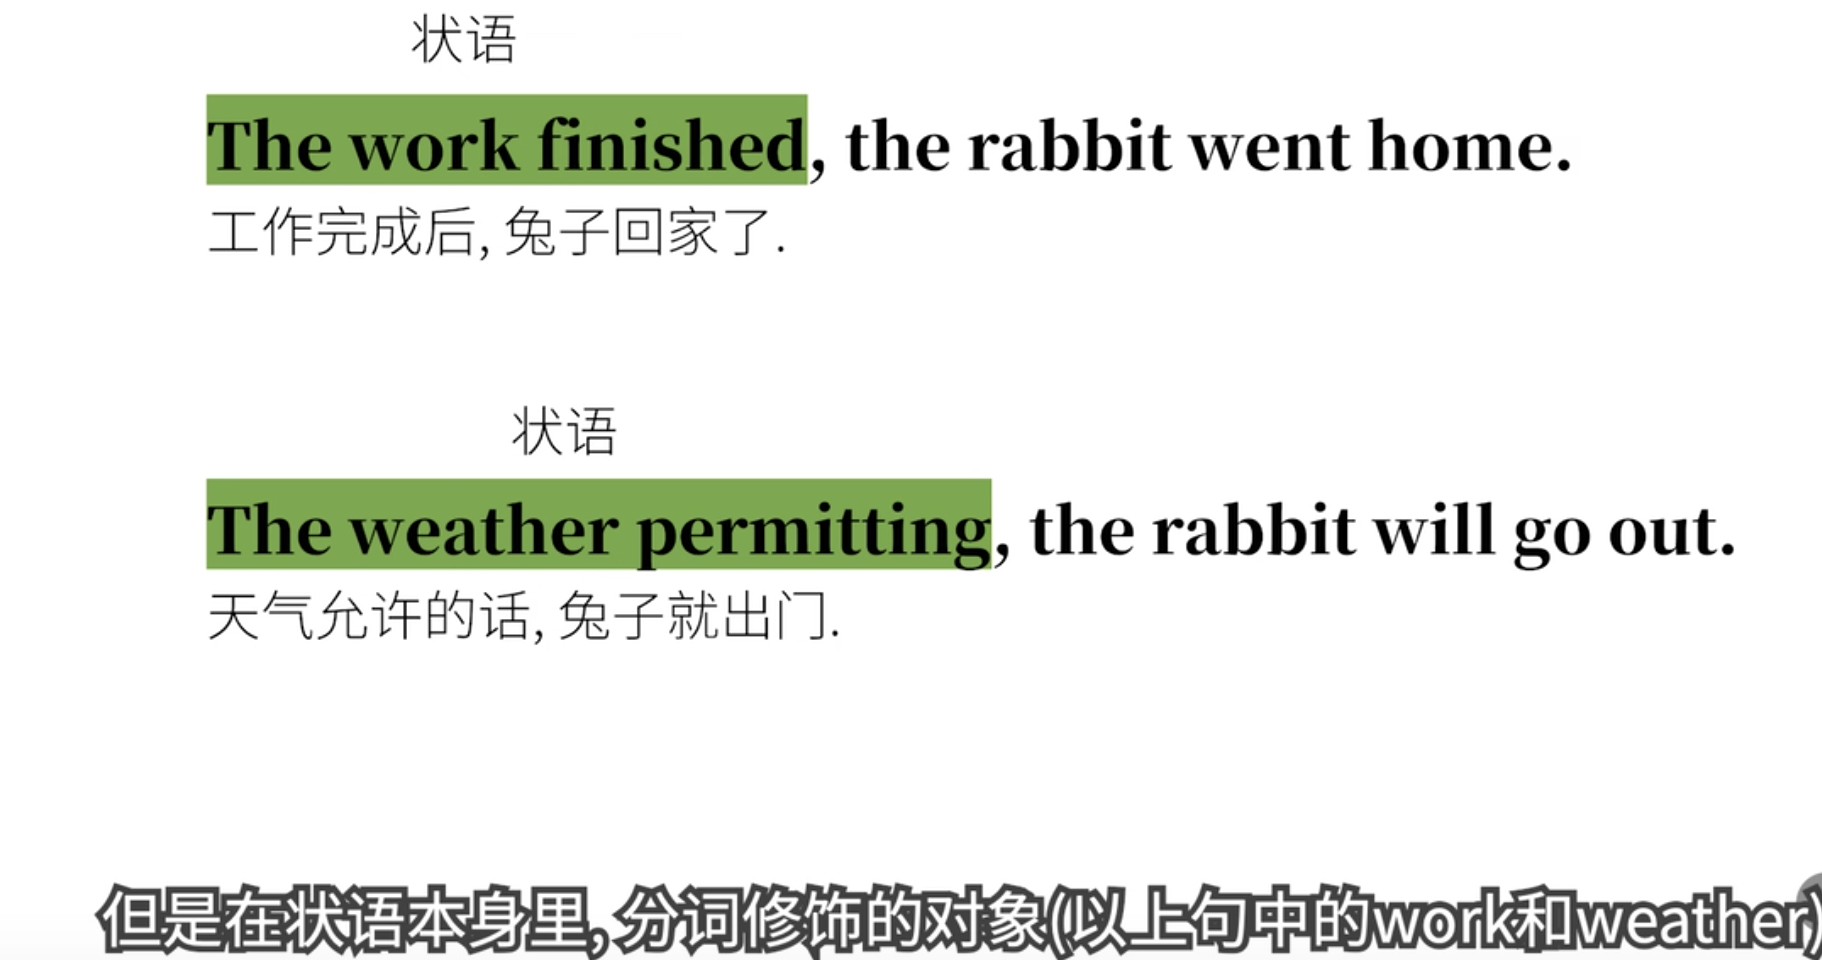 状语
The work finished, the rabbit went home.
工作完成后, 兔子回家了.
状语
The weather permitting, the rabbit will go out.
天气允许的话, 兔子就出门.
但是在状语本身里, 分词修饰的对象(以上句中的work和weather)